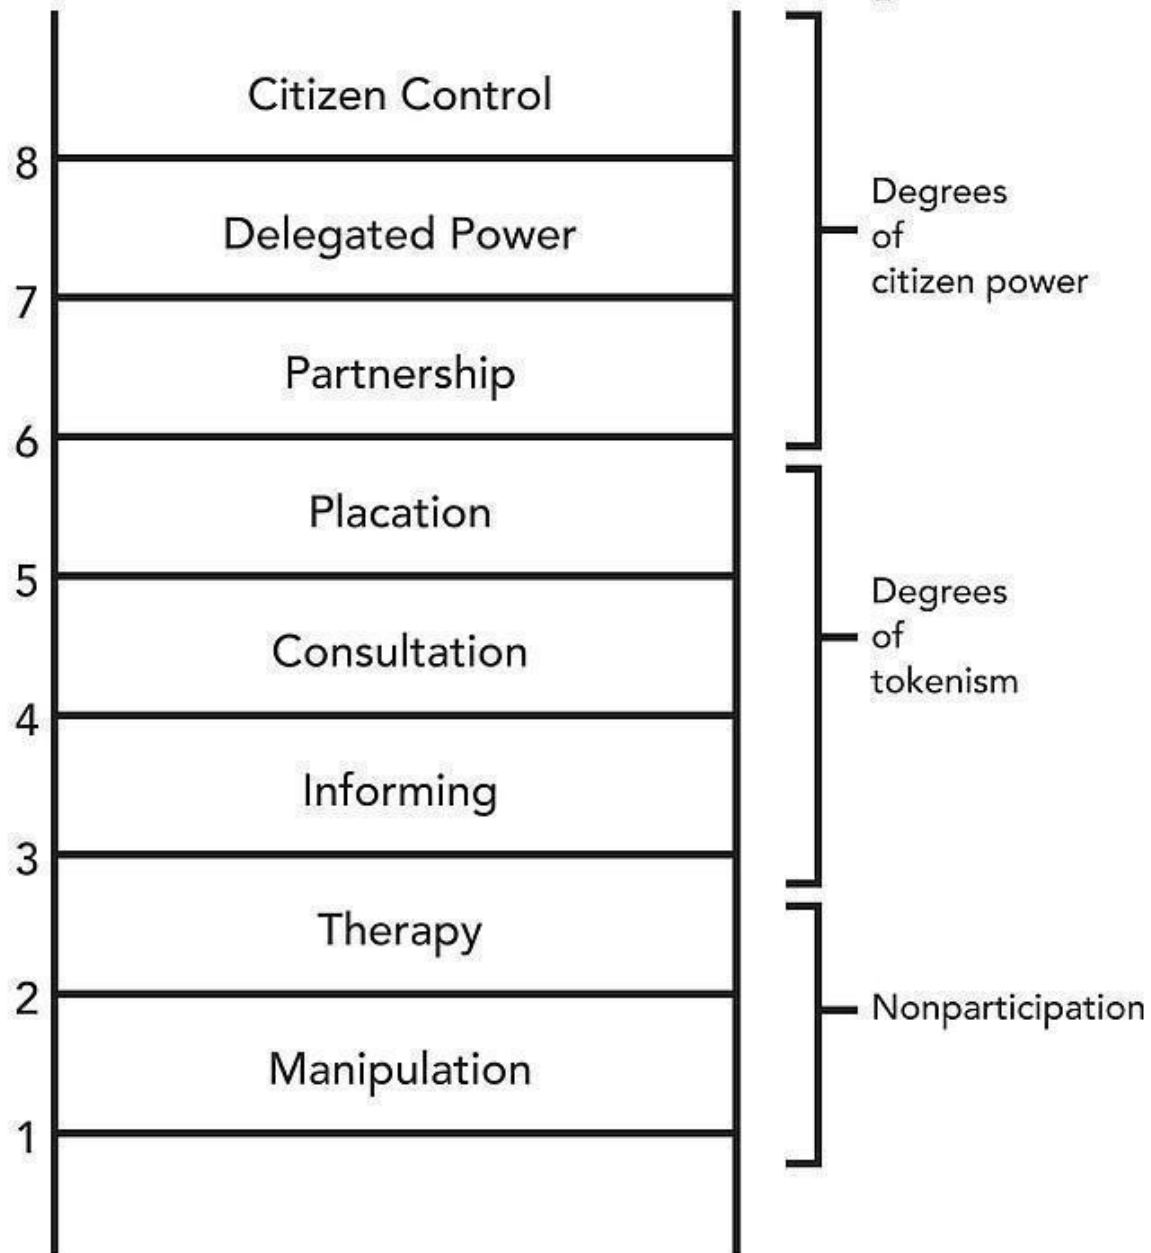 Citizen Control
8
Delegated Power
7
Partnership
6
Placation
5
Consultation
4
Informing
3
Therapy
2
Manipulation
1
Degrees
of
citizen power
Degrees
of
tokenism
Nonparticipation